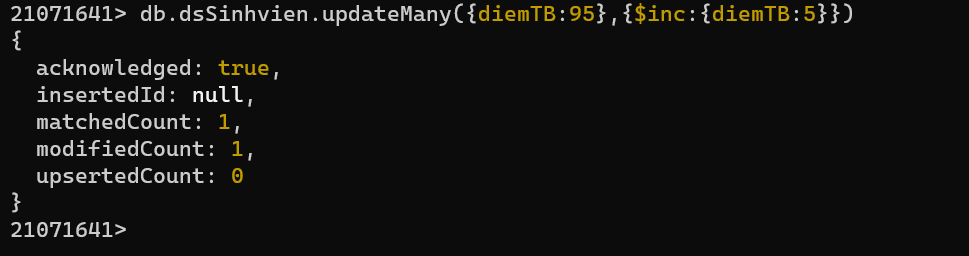 21071641> db.dsSinhvien.updateMany({diemTB:95},{$inc:{diemTB:5}})
{
  acknowledged: true,
  insertedId: null,
  matchedCount: 1,
  modifiedCount: 1,
  upsertedCount: 0
}
21071641>